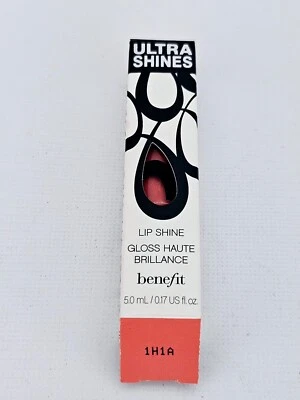 ULTRA
SHINES
LIP SHINE
GLOSS HAUTE
BRILLANCE
benefit
5.0 mL / 0.17 US fl. oz.
1H1A